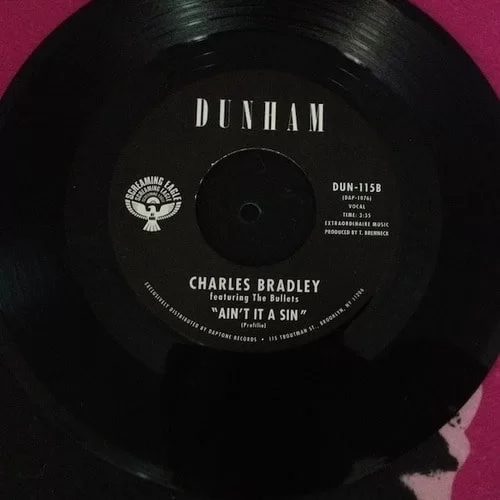 DUNHAM
SCREAMING EAGLE
DUN-115B
(DAP-1076)
VOCAL
TIME: 3:35
EXTRAORDINAIRE MUSIC
PRODUCED BY T. BRENNECK
CHARLES BRADLEY
featuring The Bullets
"AIN'T IT A SIN"
(Profilio)
EXCLUSIVELY DISTRIBUTED BY DAPTONE RECORDS • 115 TROUTMAN ST., BROOKLYN, NY 11206